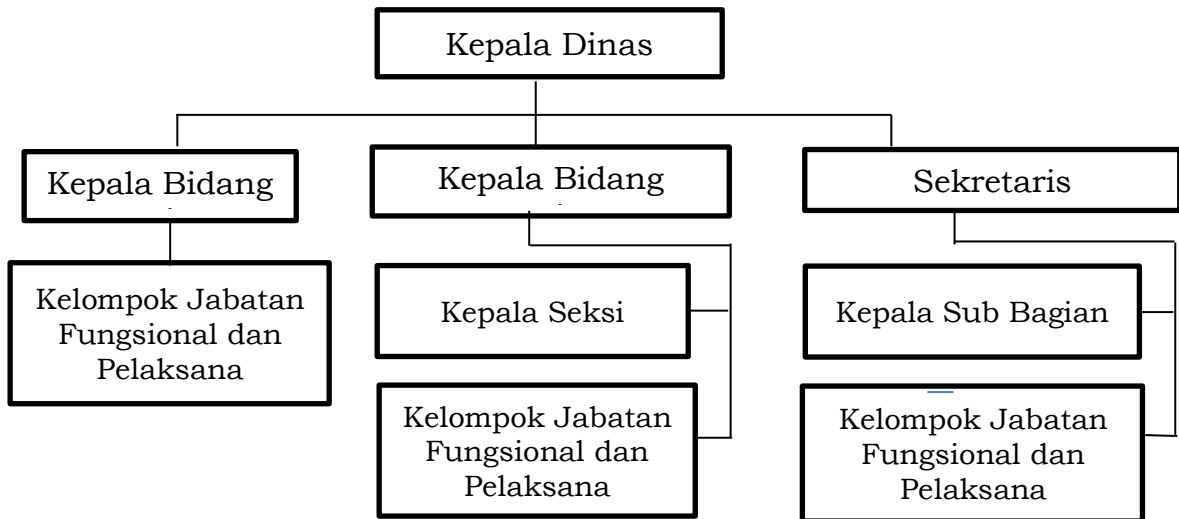 Kepala Dinas
Kepala Bidang
Kepala Bidang
Sekretaris
Kelompok Jabatan
Fungsional dan
Pelaksana
Kepala Seksi
Kepala Sub Bagian
Kelompok Jabatan
Fungsional dan
Pelaksana
Kelompok Jabatan
Fungsional dan
Pelaksana